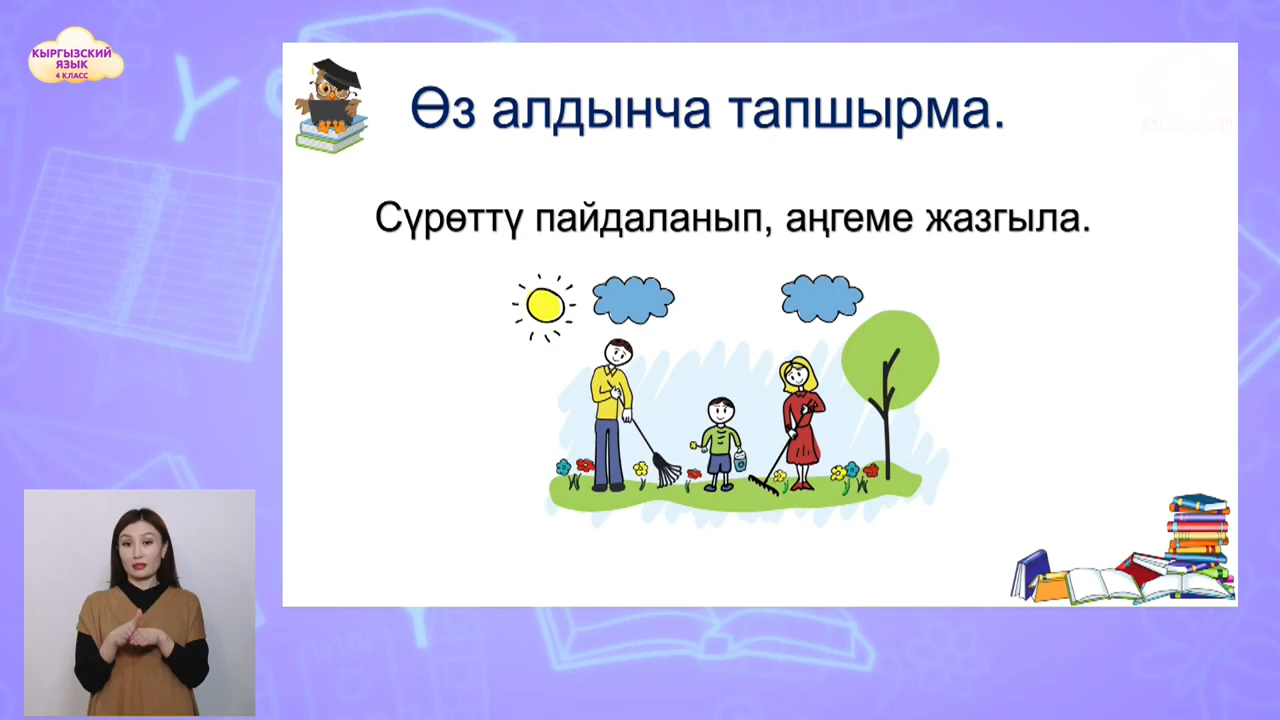 КЫРГЫЗСКИЙ
ЯЗЫК
4 КЛАСС
Өз алдынча тапшырма.
Сүрөттү пайдаланып, аңгеме жазгыла.